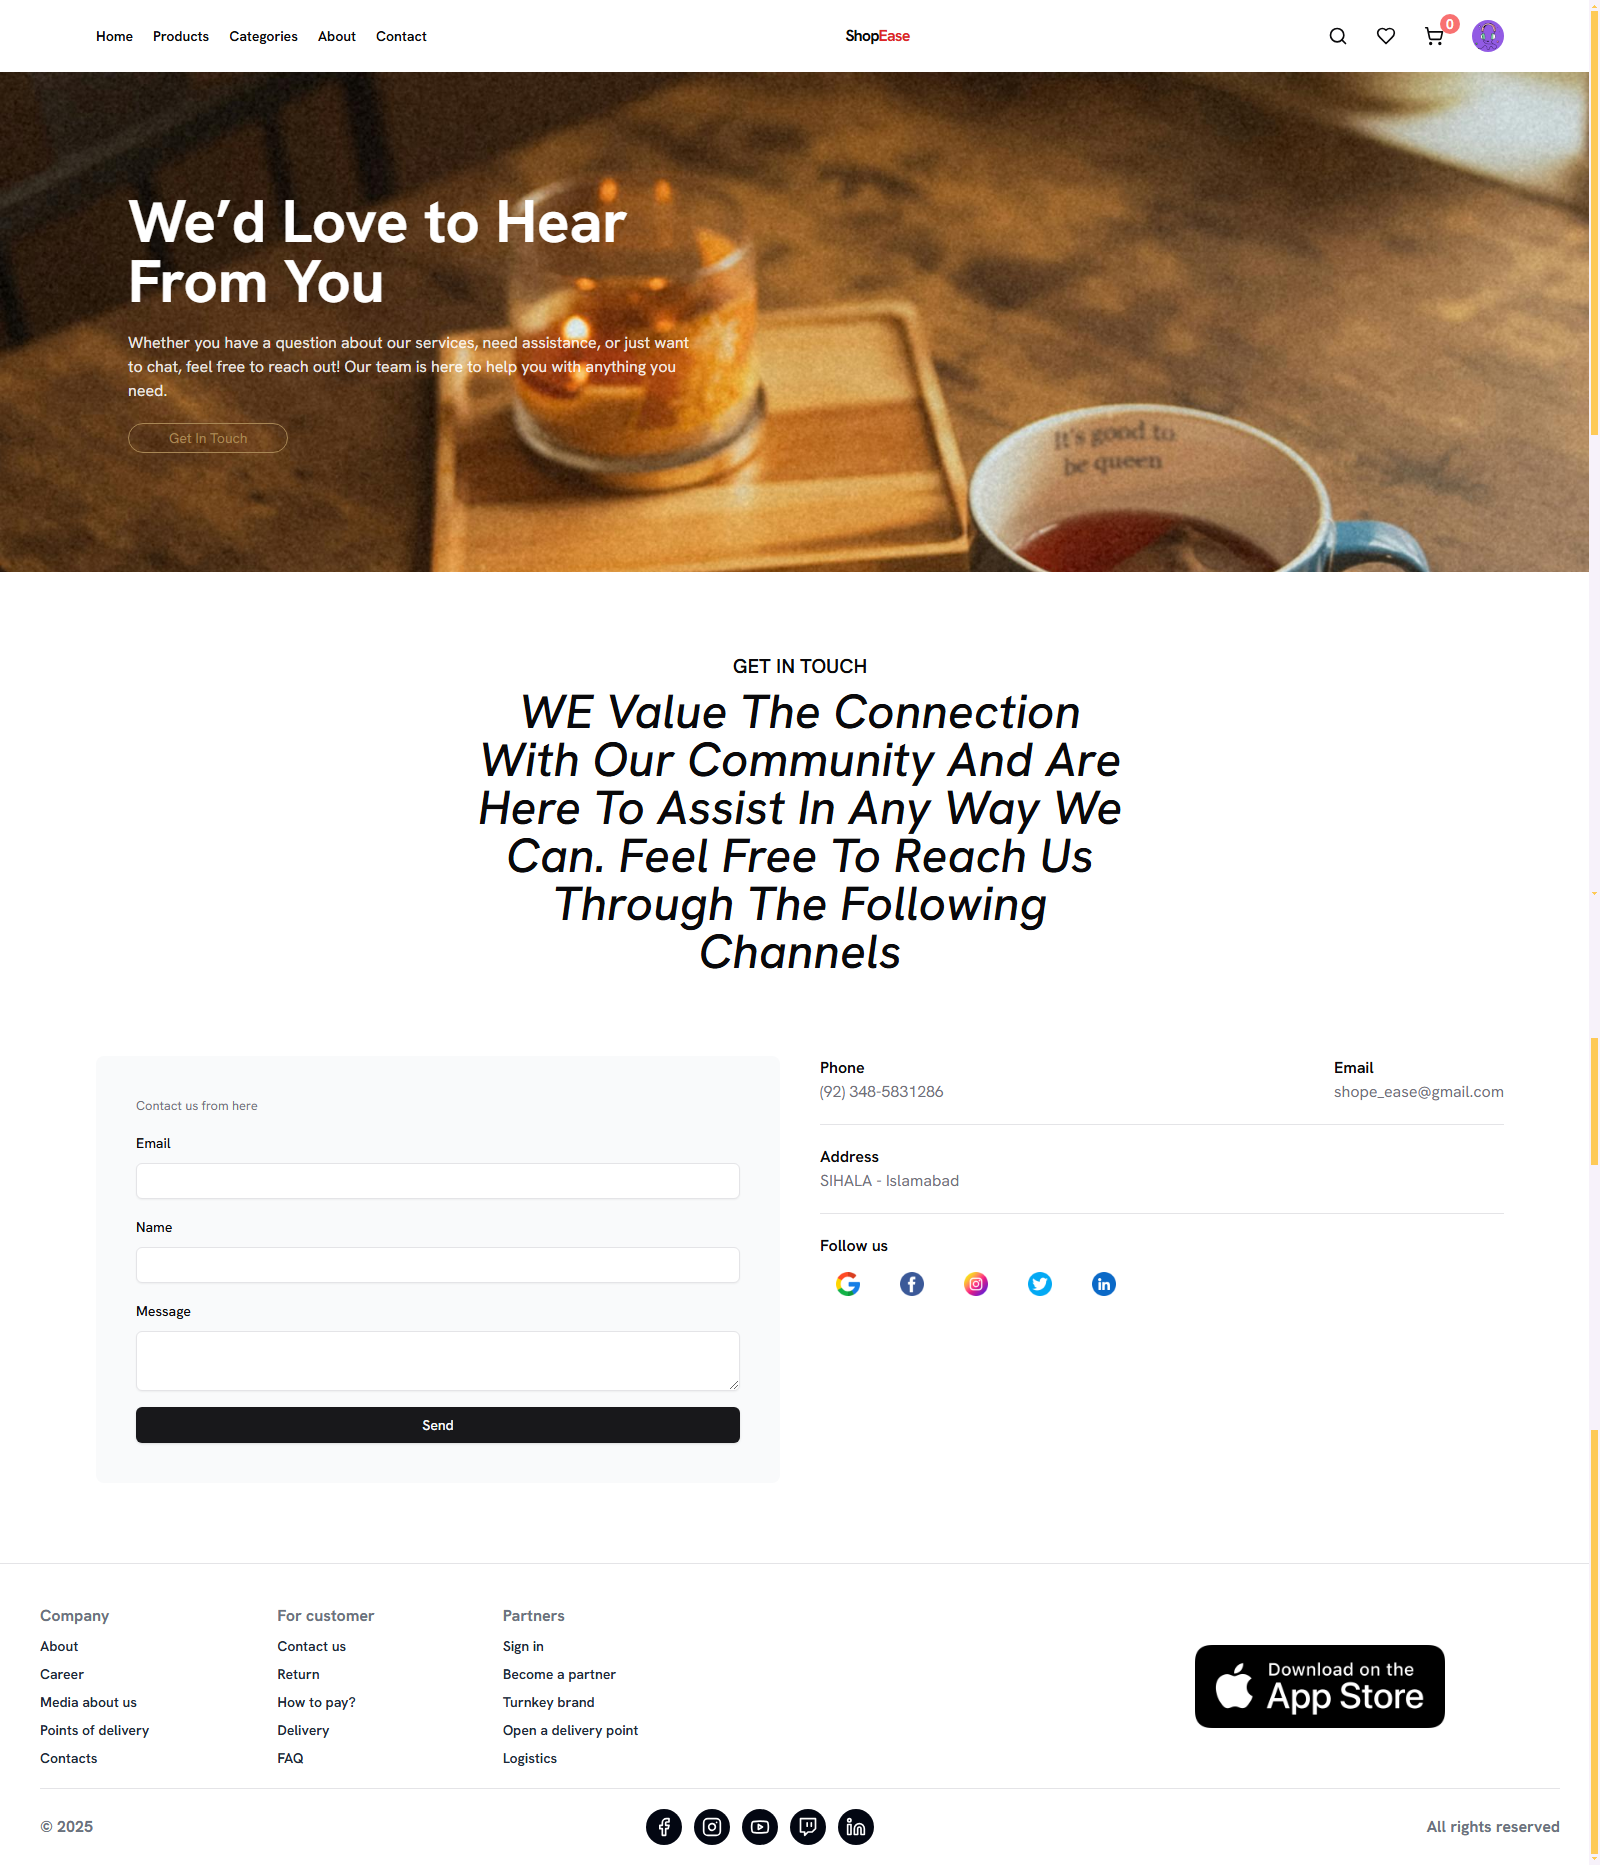 Home Products Categories About Contact
ShopEase
0
We’d Love to Hear
From You
Whether you have a question about our services, need assistance, or just want
to chat, feel free to reach out! Our team is here to help you with anything you
need.
Get In Touch
It's good to
be queen
GET IN TOUCH
WE Value The Connection
With Our Community And Are
Here To Assist In Any Way We
Can. Feel Free To Reach Us
Through The Following
Channels
Contact us from here
Email
Name
Message
Send
Phone
(92) 348-5831286
Email
shope_ease@gmail.com
Address
SIHALA - Islamabad
Follow us
Company
About
Career
Media about us
Points of delivery
Contacts
For customer
Contact us
Return
How to pay?
Delivery
FAQ
Partners
Sign in
Become a partner
Turnkey brand
Open a delivery point
Logistics
Download on the
App Store
© 2025
All rights reserved